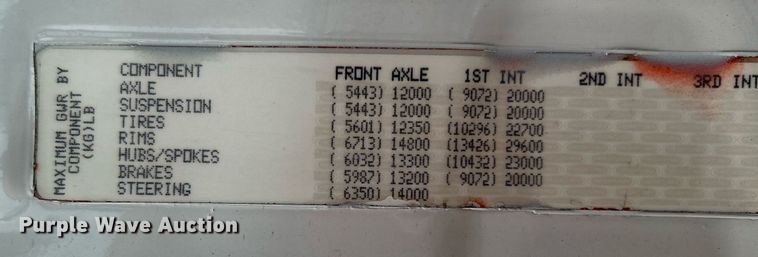 MAXIMUM GWR BY
COMPONENT
(KG)LB
COMPONENT FRONT AXLE 1ST INT 2ND INT 3RD INT
AXLE ( 5443) 12000 ( 9072) 20000
SUSPENSION ( 5443) 12000 ( 9072) 20000
TIRES ( 5601) 12350 (10296) 22700
RIMS ( 6713) 14800 (13426) 29600
HUBS/SPOKES ( 6032) 13300 (10432) 23000
BRAKES ( 5987) 13200 ( 9072) 20000
STEERING ( 6350) 14000
Purple Wave Auction